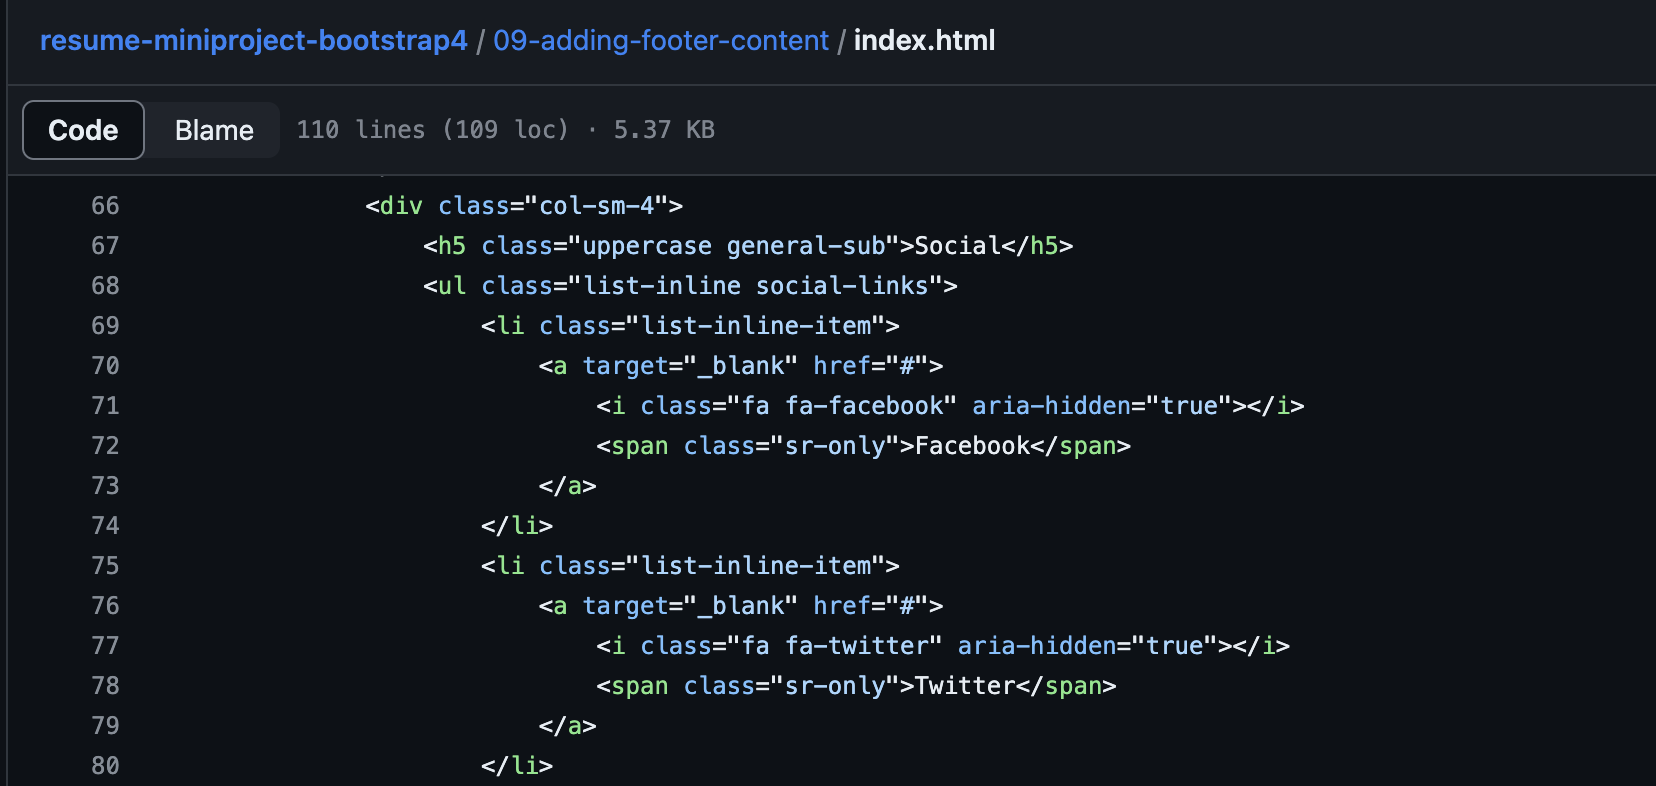 resume-miniproject-bootstrap4 / 09-adding-footer-content / index.html
Code Blame 110 lines (109 loc) · 5.37 KB
66 <div class="col-sm-4">
67 <h5 class="uppercase general-sub">Social</h5>
68 <ul class="list-inline social-links">
69 <li class="list-inline-item">
70 <a target="_blank" href="#">
71 <i class="fa fa-facebook" aria-hidden="true"></i>
72 <span class="sr-only">Facebook</span>
73 </a>
74 </li>
75 <li class="list-inline-item">
76 <a target="_blank" href="#">
77 <i class="fa fa-twitter" aria-hidden="true"></i>
78 <span class="sr-only">Twitter</span>
79 </a>
80 </li>